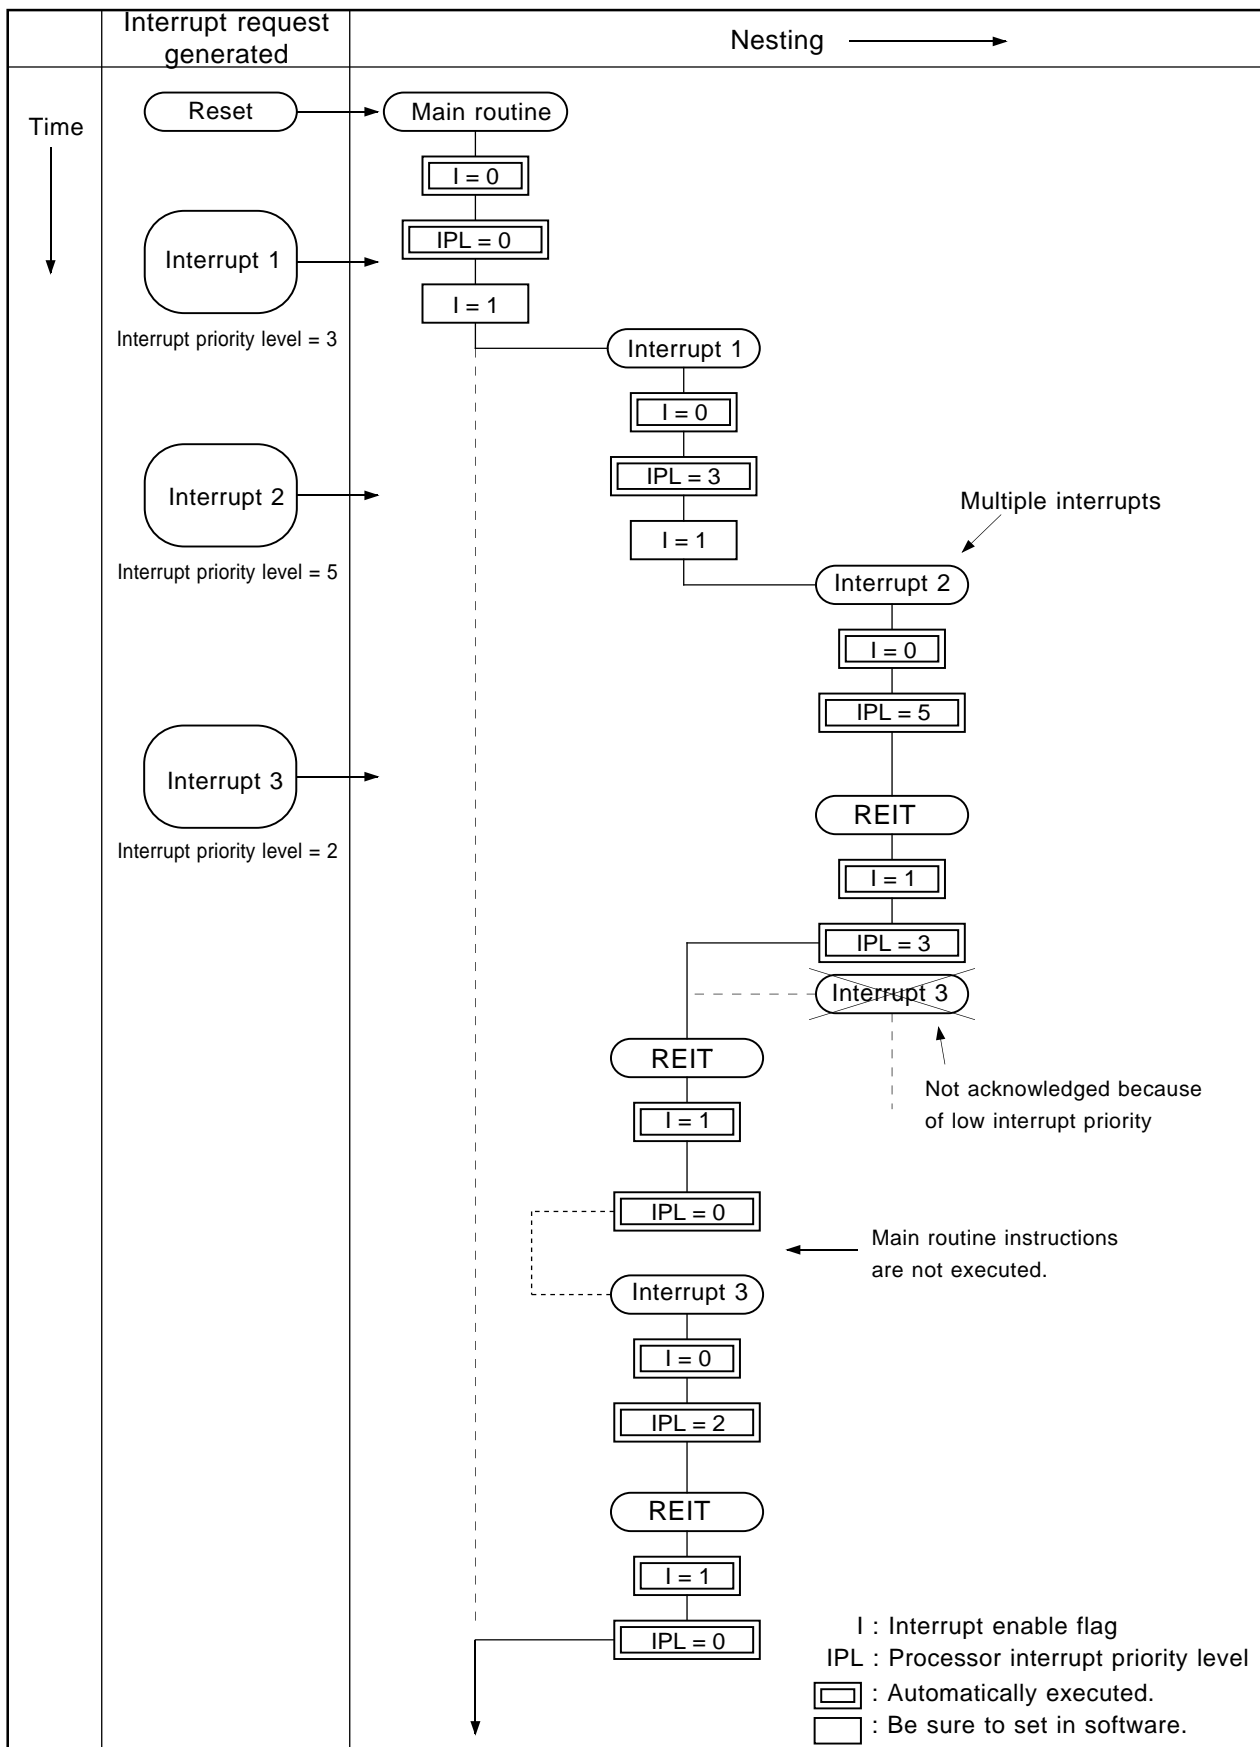 Interrupt request
generated
Nesting
Time
Reset
Main routine
I = 0
Interrupt 1
IPL = 0
I = 1
Interrupt priority level = 3
Interrupt 1
I = 0
IPL = 3
Interrupt 2
Multiple interrupts
I = 1
Interrupt priority level = 5
Interrupt 2
I = 0
IPL = 5
Interrupt 3
REIT
Interrupt priority level = 2
I = 1
IPL = 3
Interrupt 3
REIT
Not acknowledged because
of low interrupt priority
I = 1
IPL = 0
Main routine instructions
are not executed.
Interrupt 3
I = 0
IPL = 2
REIT
I = 1
IPL = 0
I : Interrupt enable flag
IPL : Processor interrupt priority level
: Automatically executed.
: Be sure to set in software.